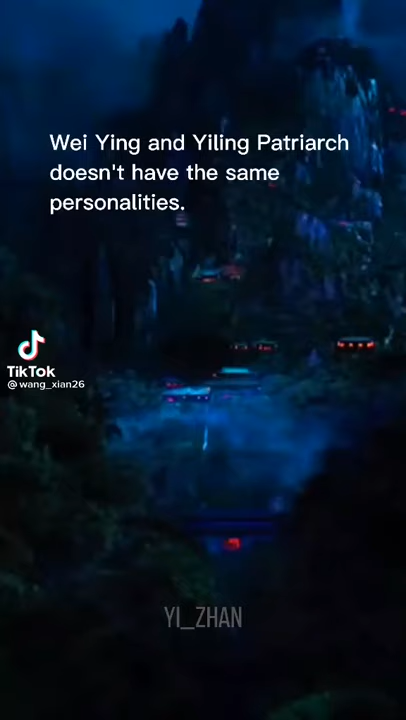 Wei Ying and Yiling Patriarch
doesn't have the same
personalities.
TikTok
@wang_xian26
YI_ZHAN